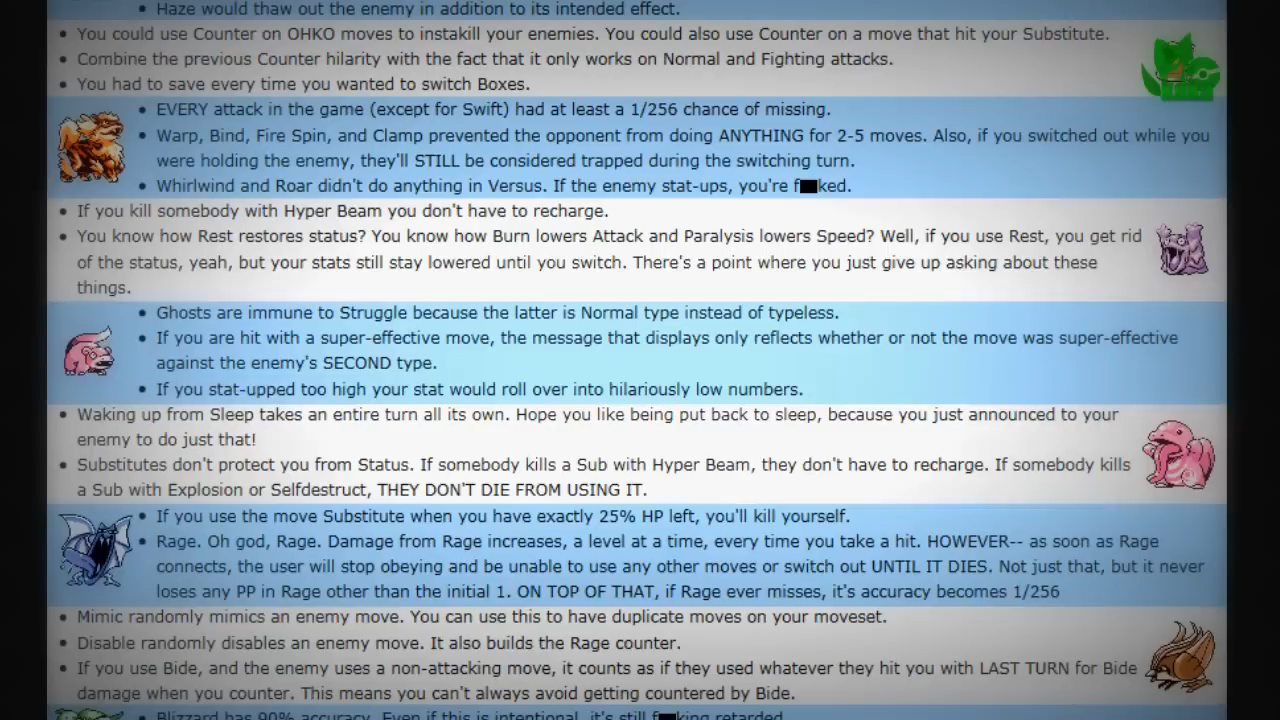 Haze would thaw out the enemy in addition to its intended effect.
You could use Counter on OHKO moves to instakill your enemies. You could also use Counter on a move that hit your Substitute.
Combine the previous Counter hilarity with the fact that it only works on Normal and Fighting attacks.
You had to save every time you wanted to switch Boxes.
EVERY attack in the game (except for Swift) had at least a 1/256 chance of missing.
Warp, Bind, Fire Spin, and Clamp prevented the opponent from doing ANYTHING for 2-5 moves. Also, if you switched out while you
were holding the enemy, they'll STILL be considered trapped during the switching turn.
Whirlwind and Roar didn't do anything in Versus. If the enemy stat-ups, you're f ked.
If you kill somebody with Hyper Beam you don't have to recharge.
You know how Rest restores status? You know how Burn lowers Attack and Paralysis lowers Speed? Well, if you use Rest, you get rid
of the status, yeah, but your stats still stay lowered until you switch. There's a point where you just give up asking about these
things.
Ghosts are immune to Struggle because the latter is Normal type instead of typeless.
If you are hit with a super-effective move, the message that displays only reflects whether or not the move was super-effective
against the enemy's SECOND type.
If you stat-upped too high your stat would roll over into hilariously low numbers.
Waking up from Sleep takes an entire turn all its own. Hope you like being put back to sleep, because you just announced to your
enemy to do just that!
Substitutes don't protect you from Status. If somebody kills a Sub with Hyper Beam, they don't have to recharge. If somebody kills
a Sub with Explosion or Selfdestruct, THEY DON'T DIE FROM USING IT.
If you use the move Substitute when you have exactly 25% HP left, you'll kill yourself.
Rage. Oh god, Rage. Damage from Rage increases, a level at a time, every time you take a hit. HOWEVER-- as soon as Rage
connects, the user will stop obeying and be unable to use any other moves or switch out UNTIL IT DIES. Not just that, but it never
loses any PP in Rage other than the initial 1. ON TOP OF THAT, if Rage ever misses, it's accuracy becomes 1/256
Mimic randomly mimics an enemy move. You can use this to have duplicate moves on your moveset.
Disable randomly disables an enemy move. It also builds the Rage counter.
If you use Bide, and the enemy uses a non-attacking move, it counts as if they used whatever they hit you with LAST TURN for Bide
damage when you counter. This means you can't always avoid getting countered by Bide.
Blizzard has 90% accuracy. Even if this is intentional, it's still f king retarded.